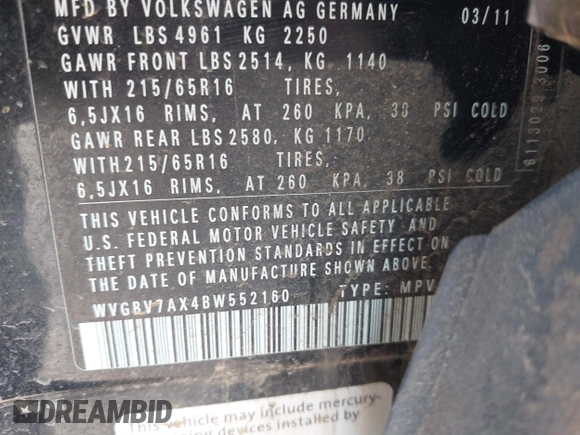 MFD BY VOLKSWAGEN AG GERMANY 03/11
GVWR LBS 4961 KG 2250
GAWR FRONT LBS 2514, KG 1140
WITH 215/65R16 TIRES,
6,5JX16 RIMS, AT 260 KPA, 38 PSI COLD
GAWR REAR LBS 2580, KG 1170
WITH 215/65R16 TIRES,
6,5JX16 RIMS, AT 260 KPA, 38 PSI COLD
THIS VEHICLE CONFORMS TO ALL APPLICABLE
U.S. FEDERAL MOTOR VEHICLE SAFETY AND
THEFT PREVENTION STANDARDS IN EFFECT ON
THE DATE OF MANUFACTURE SHOWN ABOVE.
WVGBV7AX4BW552160 TYPE: MPV
This vehicle may include mercury-
devices installed by
DREAMBID